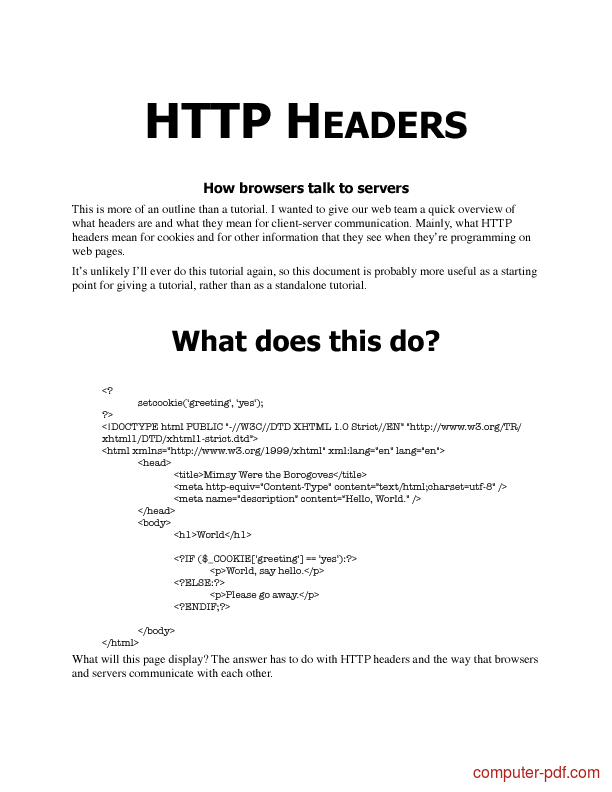 HTTP HEADERS
How browsers talk to servers
This is more of an outline than a tutorial. I wanted to give our web team a quick overview of
what headers are and what they mean for client-server communication. Mainly, what HTTP
headers mean for cookies and for other information that they see when they're programming on
web pages.
It's unlikely I'll ever do this tutorial again, so this document is probably more useful as a starting
point for giving a tutorial, rather than as a standalone tutorial.
What does this do?
<?
setcookie('greeting', 'yes');
?>
<!DOCTYPE html PUBLIC "-//W3C//DTD XHTML 1.0 Strict//EN" "http://www.w3.org/TR/
xhtml1/DTD/xhtml1-strict.dtd">
<html xmlns="http://www.w3.org/1999/xhtml" xml:lang="en" lang="en">
<head>
<title>Mimsy Were the Borogoves</title>
<meta http-equiv="Content-Type" content="text/html;charset=utf-8" />
<meta name="description" content="Hello, World." />
</head>
<body>
<h1>World</h1>
<?IF ($_COOKIE['greeting'] == 'yes'):?>
<p>World, say hello.</p>
<?ELSE:?>
<p>Please go away.</p>
<?ENDIF;?>
</body>
</html>
What will this page display? The answer has to do with HTTP headers and the way that browsers
and servers communicate with each other.
computer-pdf.com